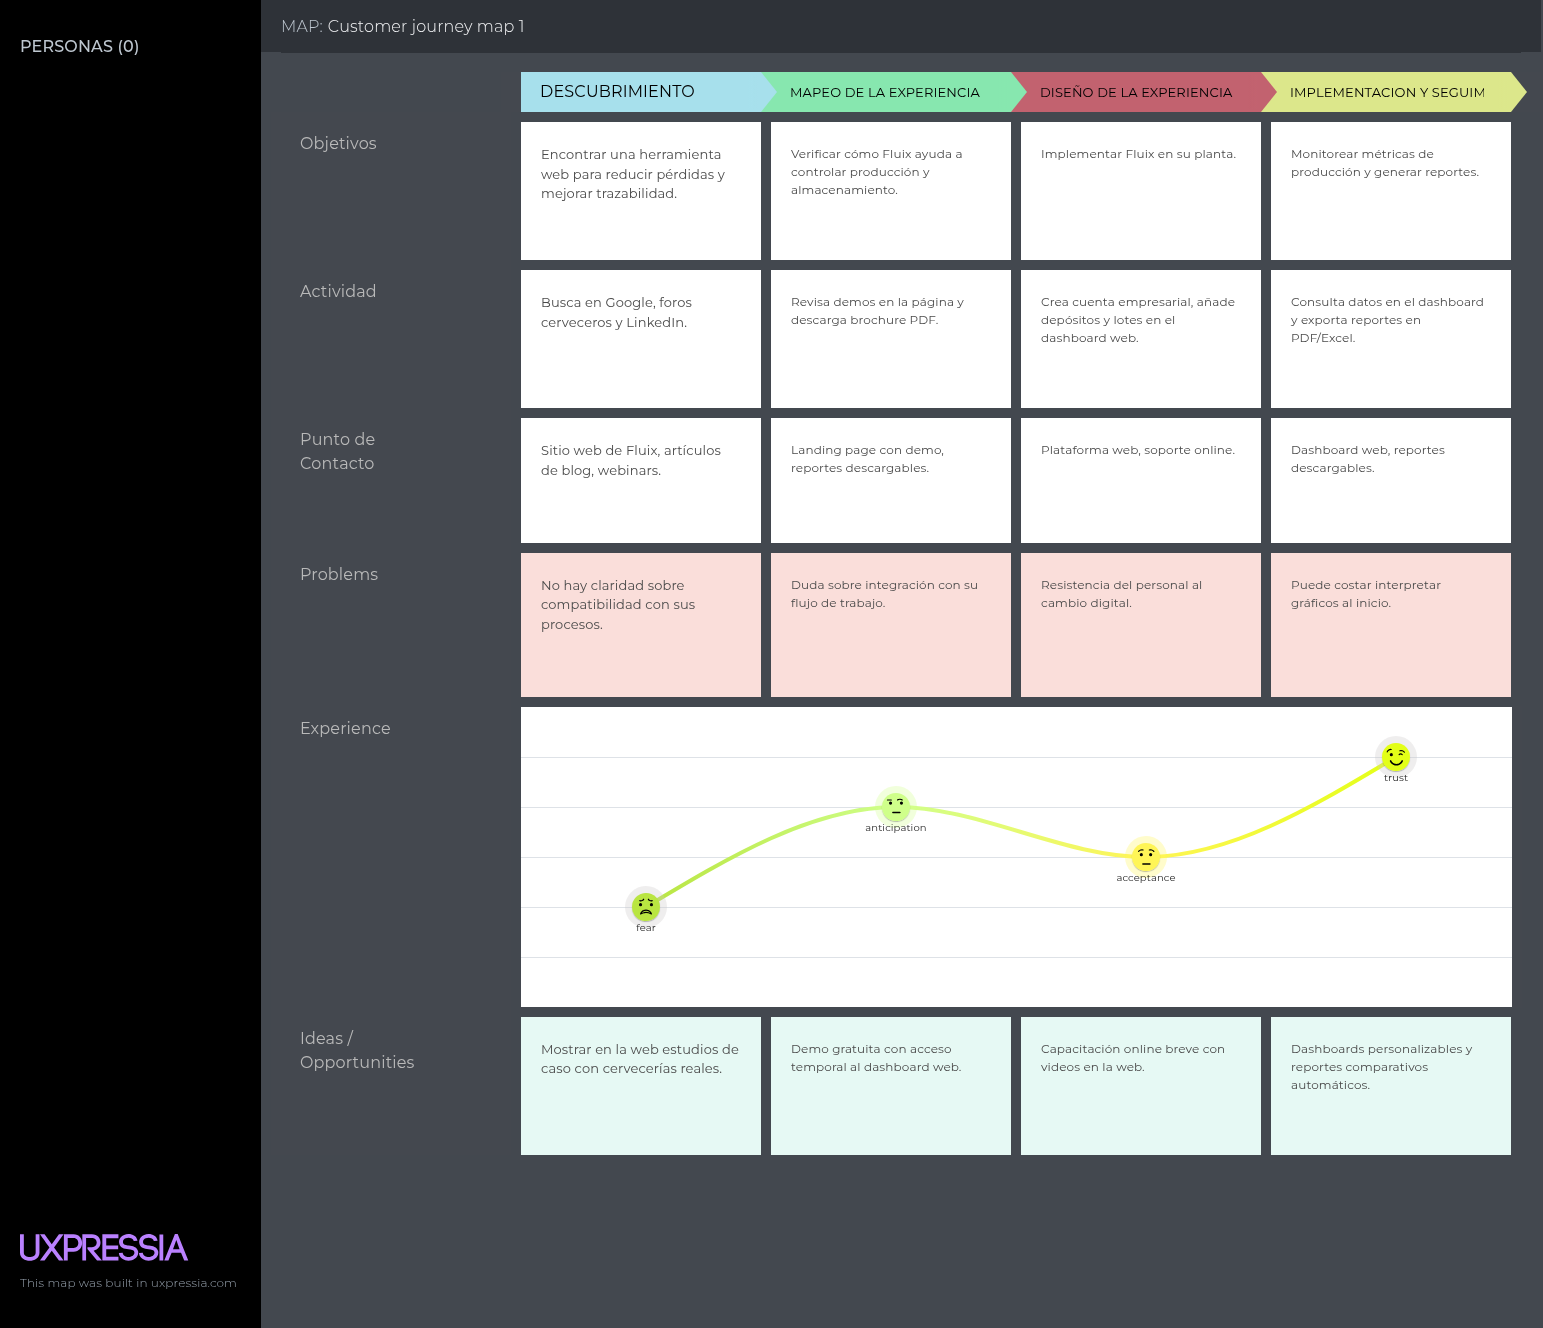 PERSONAS (0)
MAP: Customer journey map 1
DESCUBRIMIENTO
MAPEO DE LA EXPERIENCIA
DISEÑO DE LA EXPERIENCIA
IMPLEMENTACION Y SEGUIM
Objetivos
Encontrar una herramienta
web para reducir pérdidas y
mejorar trazabilidad.
Verificar cómo Fluix ayuda a
controlar producción y
almacenamiento.
Implementar Fluix en su planta.
Monitorear métricas de
producción y generar reportes.
Actividad
Busca en Google, foros
cerveceros y LinkedIn.
Revisa demos en la página y
descarga brochure PDF.
Crea cuenta empresarial, añade
depósitos y lotes en el
dashboard web.
Consulta datos en el dashboard
y exporta reportes en
PDF/Excel.
Punto de
Contacto
Sitio web de Fluix, artículos
de blog, webinars.
Landing page con demo,
reportes descargables.
Plataforma web, soporte online.
Dashboard web, reportes
descargables.
Problems
No hay claridad sobre
compatibilidad con sus
procesos.
Duda sobre integración con su
flujo de trabajo.
Resistencia del personal al
cambio digital.
Puede costar interpretar
gráficos al inicio.
Experience
fear
anticipation
acceptance
trust
Ideas /
Opportunities
Mostrar en la web estudios de
caso con cervecerías reales.
Demo gratuita con acceso
temporal al dashboard web.
Capacitación online breve con
videos en la web.
Dashboards personalizables y
reportes comparativos
automáticos.
UXPRESSIA
This map was built in uxpressia.com